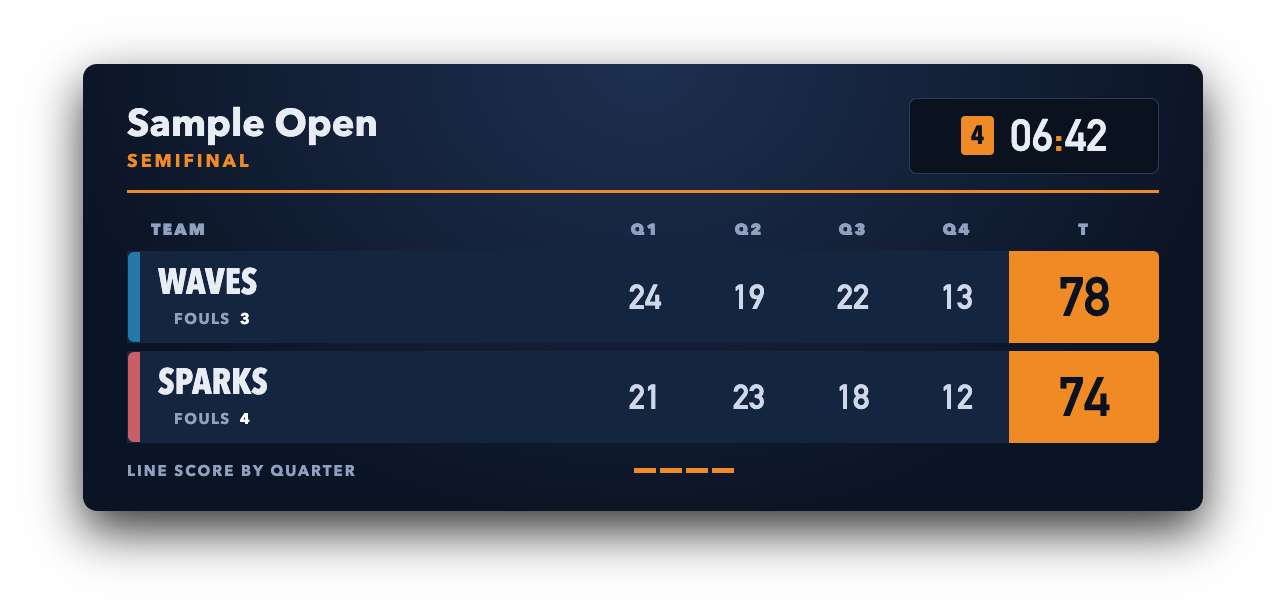 Sample Open
SEMIFINAL
4 06:42
TEAM Q1 Q2 Q3 Q4 T
WAVES 24 19 22 13 78
FOULS 3
SPARKS 21 23 18 12 74
FOULS 4
LINE SCORE BY QUARTER